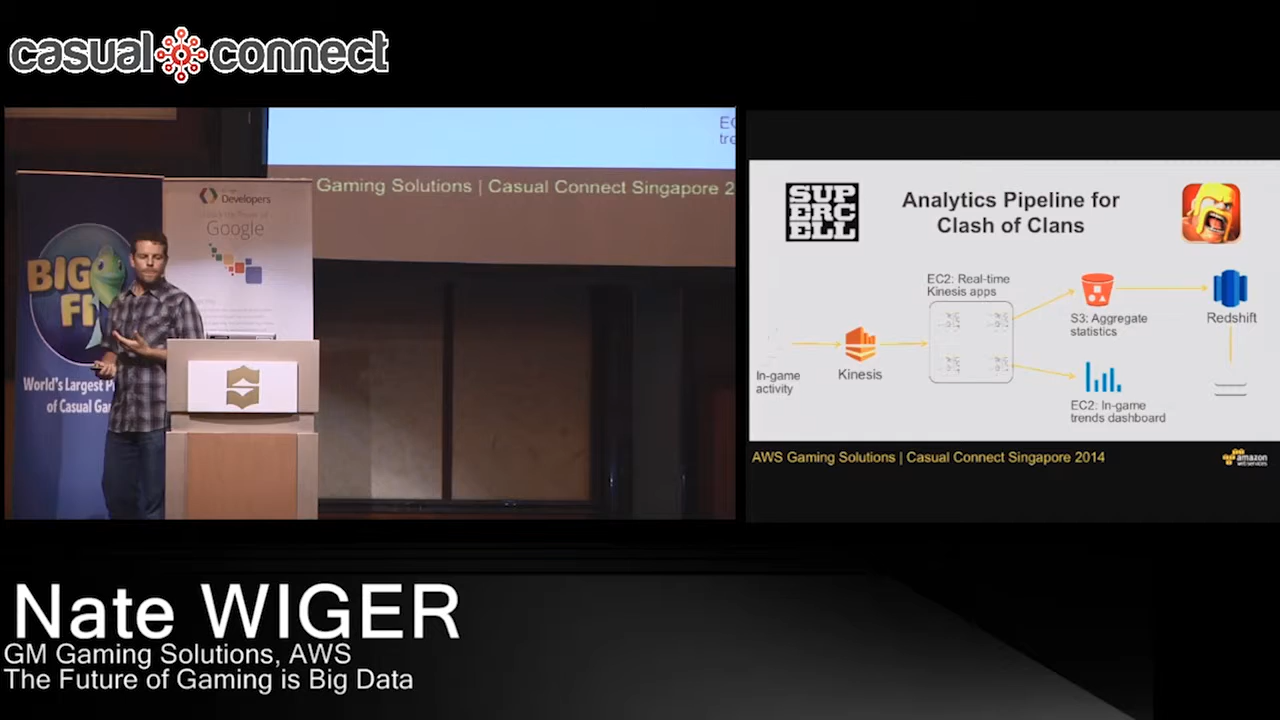 casual connect
EC
tre
Gaming Solutions | Casual Connect Singapore 2
Developers
Google
BIG
FI
World's Largest P
of Casual Ga
SUPERCELL
Analytics Pipeline for
Clash of Clans
EC2: Real-time
Kinesis apps
S3: Aggregate
statistics
Redshift
In-game
activity
Kinesis
EC2: In-game
trends dashboard
AWS Gaming Solutions | Casual Connect Singapore 2014
amazon
web services
Nate WIGER
GM Gaming Solutions, AWS
The Future of Gaming is Big Data